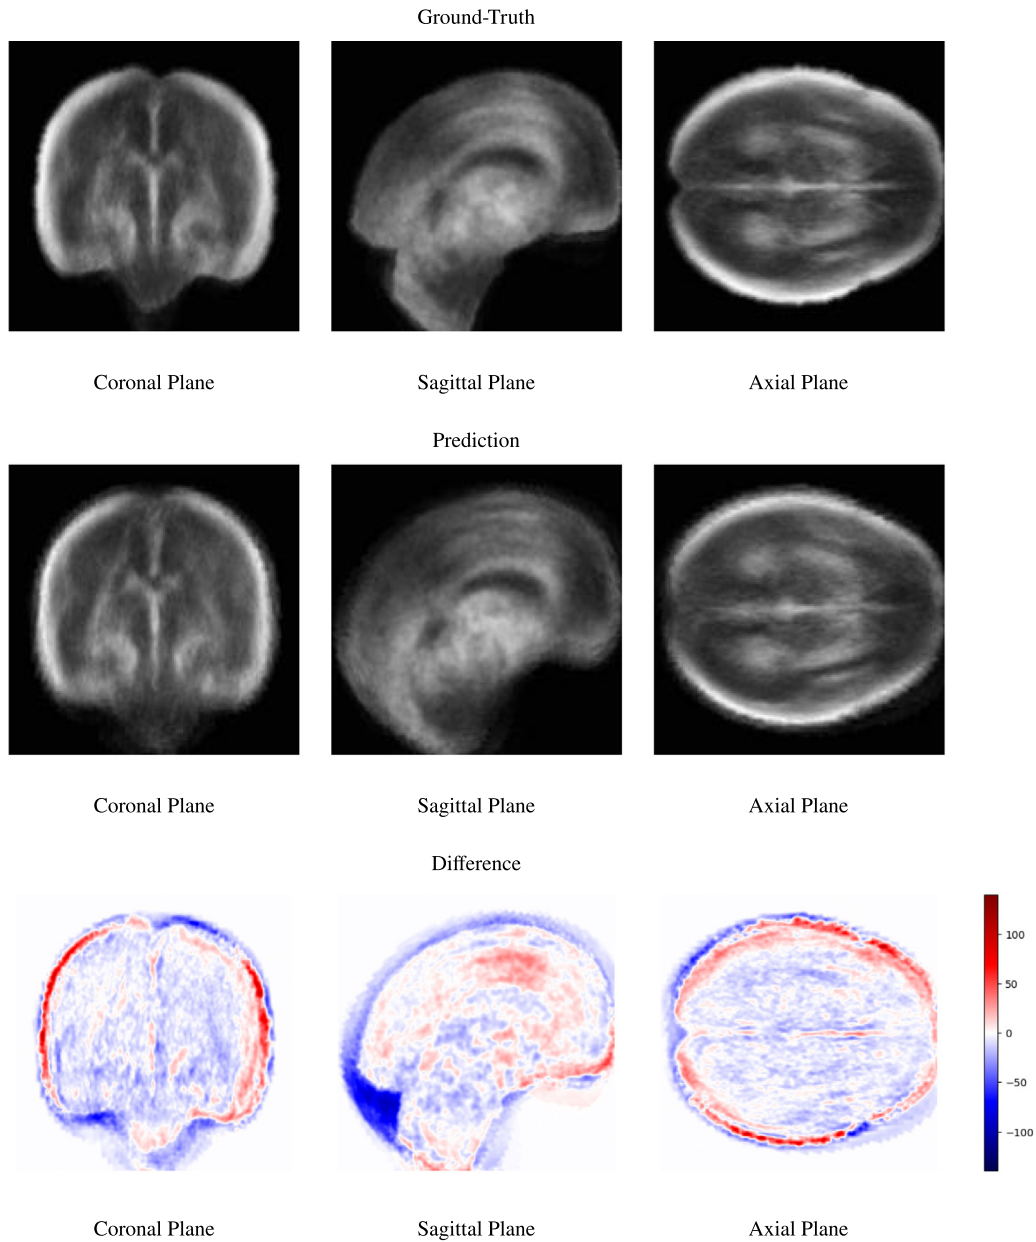 Ground-Truth
Coronal Plane Sagittal Plane Axial Plane
Prediction
Coronal Plane Sagittal Plane Axial Plane
Difference
100
50
0
−50
−100
Coronal Plane Sagittal Plane Axial Plane